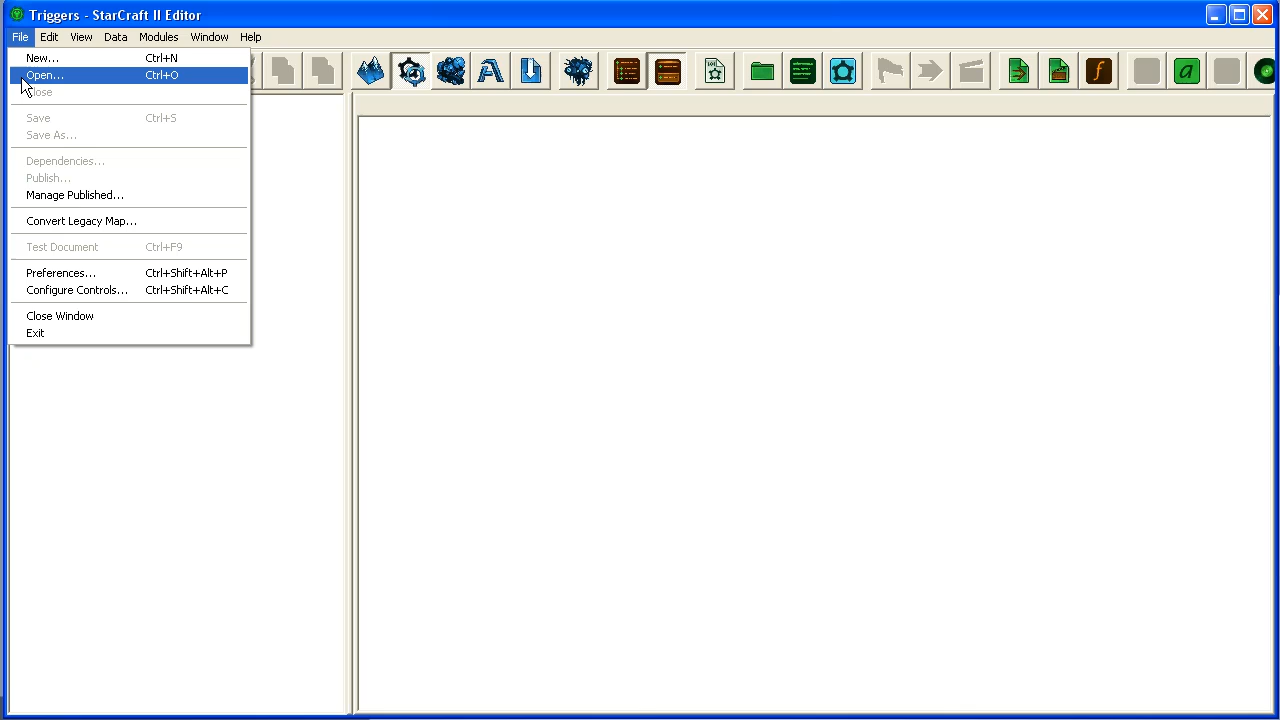 Triggers - StarCraft II Editor
File Edit View Data Modules Window Help
New... Ctrl+N
Open... Ctrl+O
Close
Save Ctrl+S
Save As...
Dependencies...
Publish...
Manage Published...
Convert Legacy Map...
Test Document Ctrl+F9
Preferences... Ctrl+Shift+Alt+P
Configure Controls... Ctrl+Shift+Alt+C
Close Window
Exit